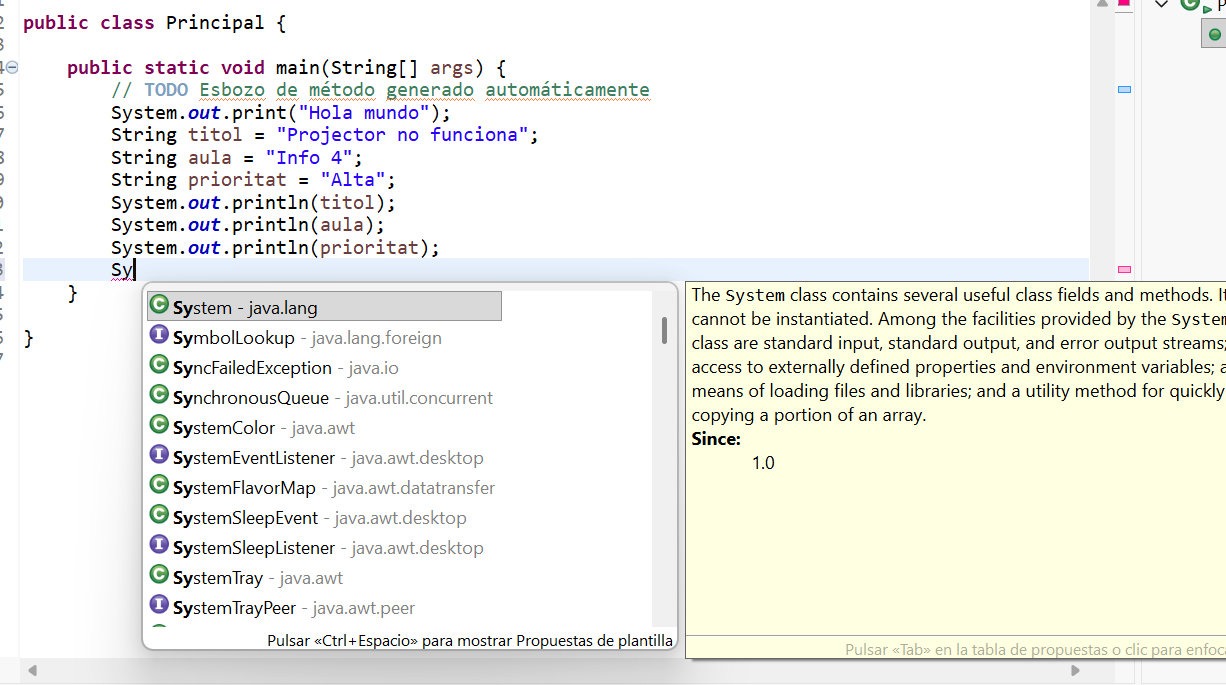 public class Principal {
public static void main(String[] args) {
// TODO Esbozo de método generado automáticamente
System.out.print("Hola mundo");
String titol = "Projector no funciona";
String aula = "Info 4";
String prioritat = "Alta";
System.out.println(titol);
System.out.println(aula);
System.out.println(prioritat);
Sy
}
}
System - java.lang
SymbolLookup - java.lang.foreign
SyncFailedException - java.io
SynchronousQueue - java.util.concurrent
SystemColor - java.awt
SystemEventListener - java.awt.desktop
SystemFlavorMap - java.awt.datatransfer
SystemSleepEvent - java.awt.desktop
SystemSleepListener - java.awt.desktop
SystemTray - java.awt
SystemTrayPeer - java.awt.peer
Pulsar «Ctrl+Espacio» para mostrar Propuestas de plantilla
The System class contains several useful class fields and methods. It
cannot be instantiated. Among the facilities provided by the System
class are standard input, standard output, and error output streams;
access to externally defined properties and environment variables; a
means of loading files and libraries; and a utility method for quickly
copying a portion of an array.
Since:
1.0
Pulsar «Tab» en la tabla de propuestas o clic para